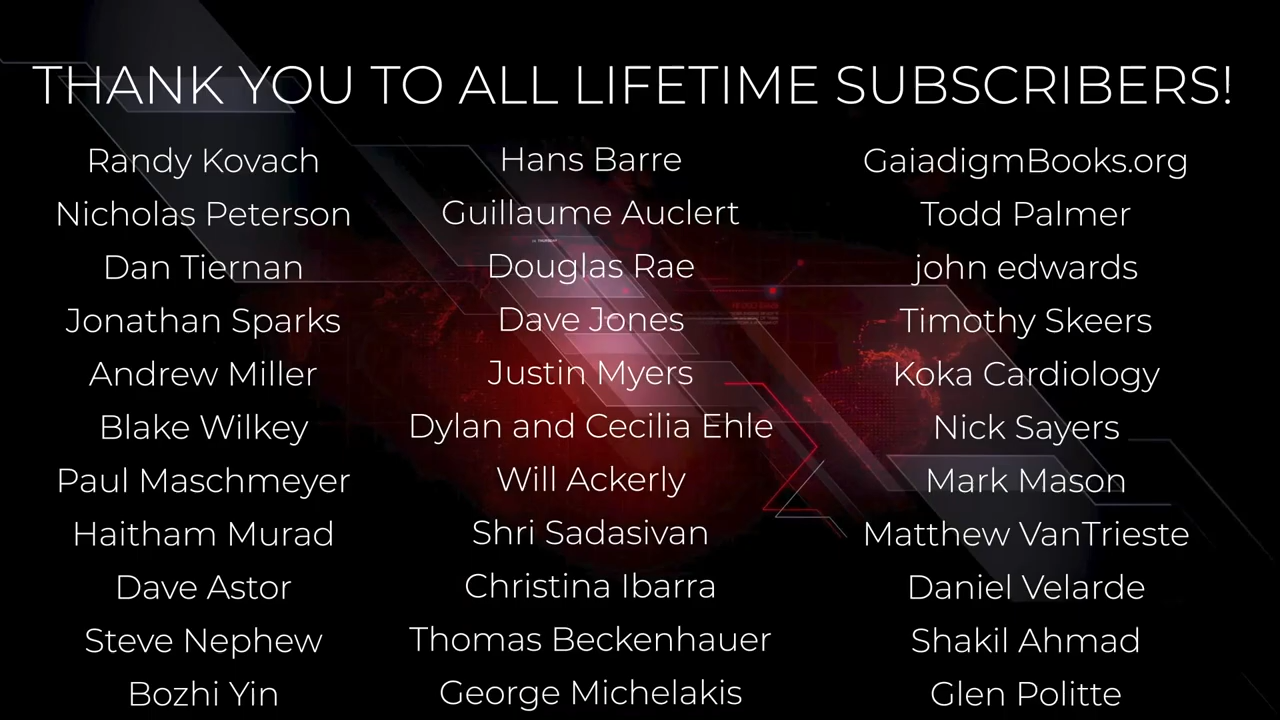 THANK YOU TO ALL LIFETIME SUBSCRIBERS!
Randy Kovach
Nicholas Peterson
Dan Tiernan
Jonathan Sparks
Andrew Miller
Blake Wilkey
Paul Maschmeyer
Haitham Murad
Dave Astor
Steve Nephew
Bozhi Yin
Hans Barre
Guillaume Auclert
Douglas Rae
Dave Jones
Justin Myers
Dylan and Cecilia Ehle
Will Ackerly
Shri Sadasivan
Christina Ibarra
Thomas Beckenhauer
George Michelakis
GaiadigmBooks.org
Todd Palmer
john edwards
Timothy Skeers
Koka Cardiology
Nick Sayers
Mark Mason
Matthew VanTrieste
Daniel Velarde
Shakil Ahmad
Glen Politte